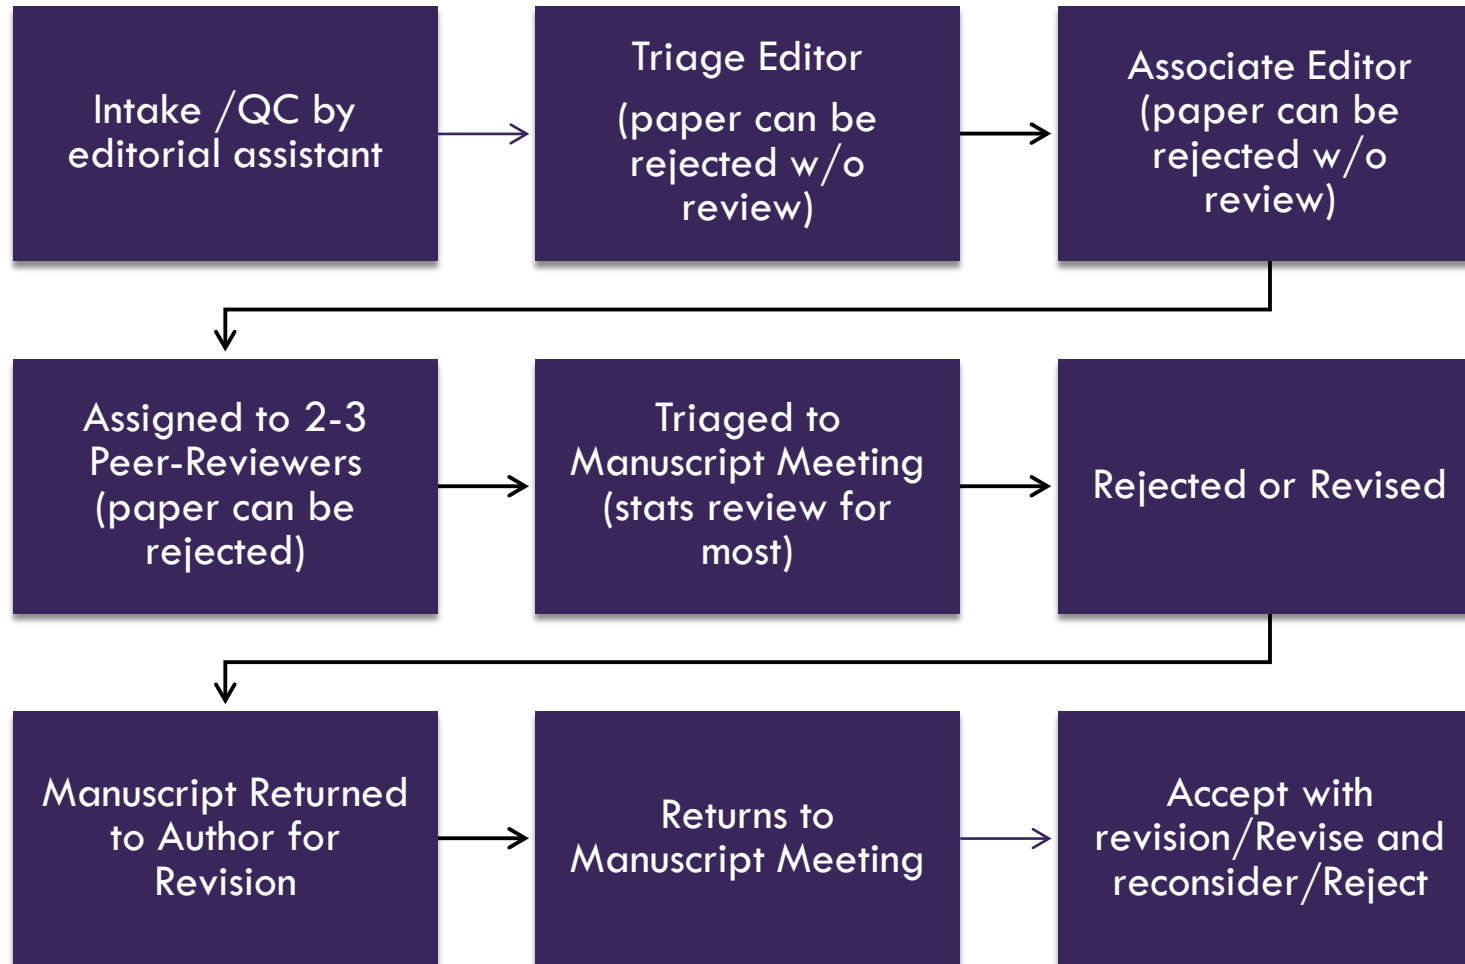 Intake /QC by
editorial assistant
Triage Editor
(paper can be
rejected w/o
review)
Associate Editor
(paper can be
rejected w/o
review)
Assigned to 2-3
Peer-Reviewers
(paper can be
rejected)
Triaged to
Manuscript Meeting
(stats review for
most)
Rejected or Revised
Manuscript Returned
to Author for
Revision
Returns to
Manuscript Meeting
Accept with
revision/Revise and
reconsider/Reject